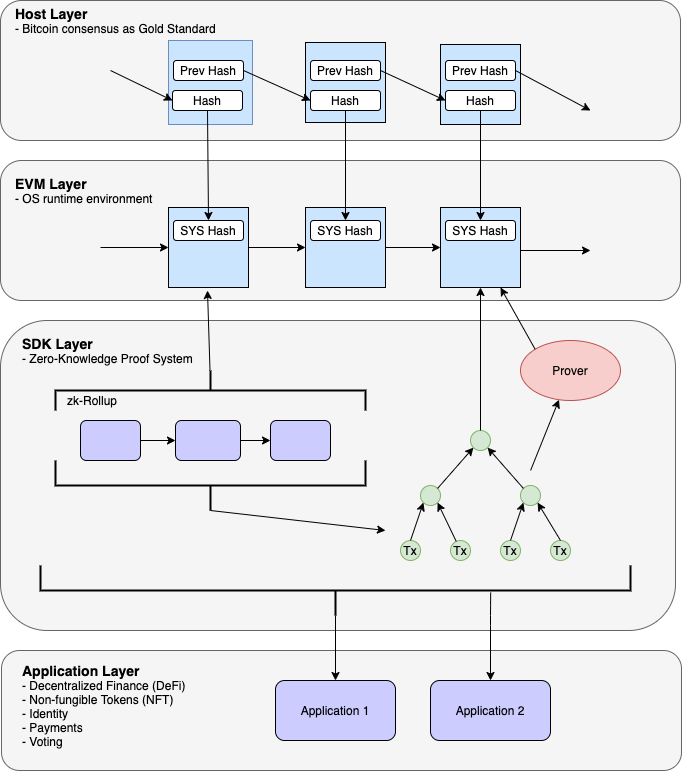 Host Layer
- Bitcoin consensus as Gold Standard
Prev Hash
Prev Hash
Prev Hash
Hash
Hash
Hash
EVM Layer
- OS runtime environment
SYS Hash
SYS Hash
SYS Hash
SDK Layer
- Zero-Knowledge Proof System
Prover
zk-Rollup
Tx
Tx
Tx
Tx
Application Layer
- Decentralized Finance (DeFi)
- Non-fungible Tokens (NFT)
- Identity
- Payments
- Voting
Application 1
Application 2